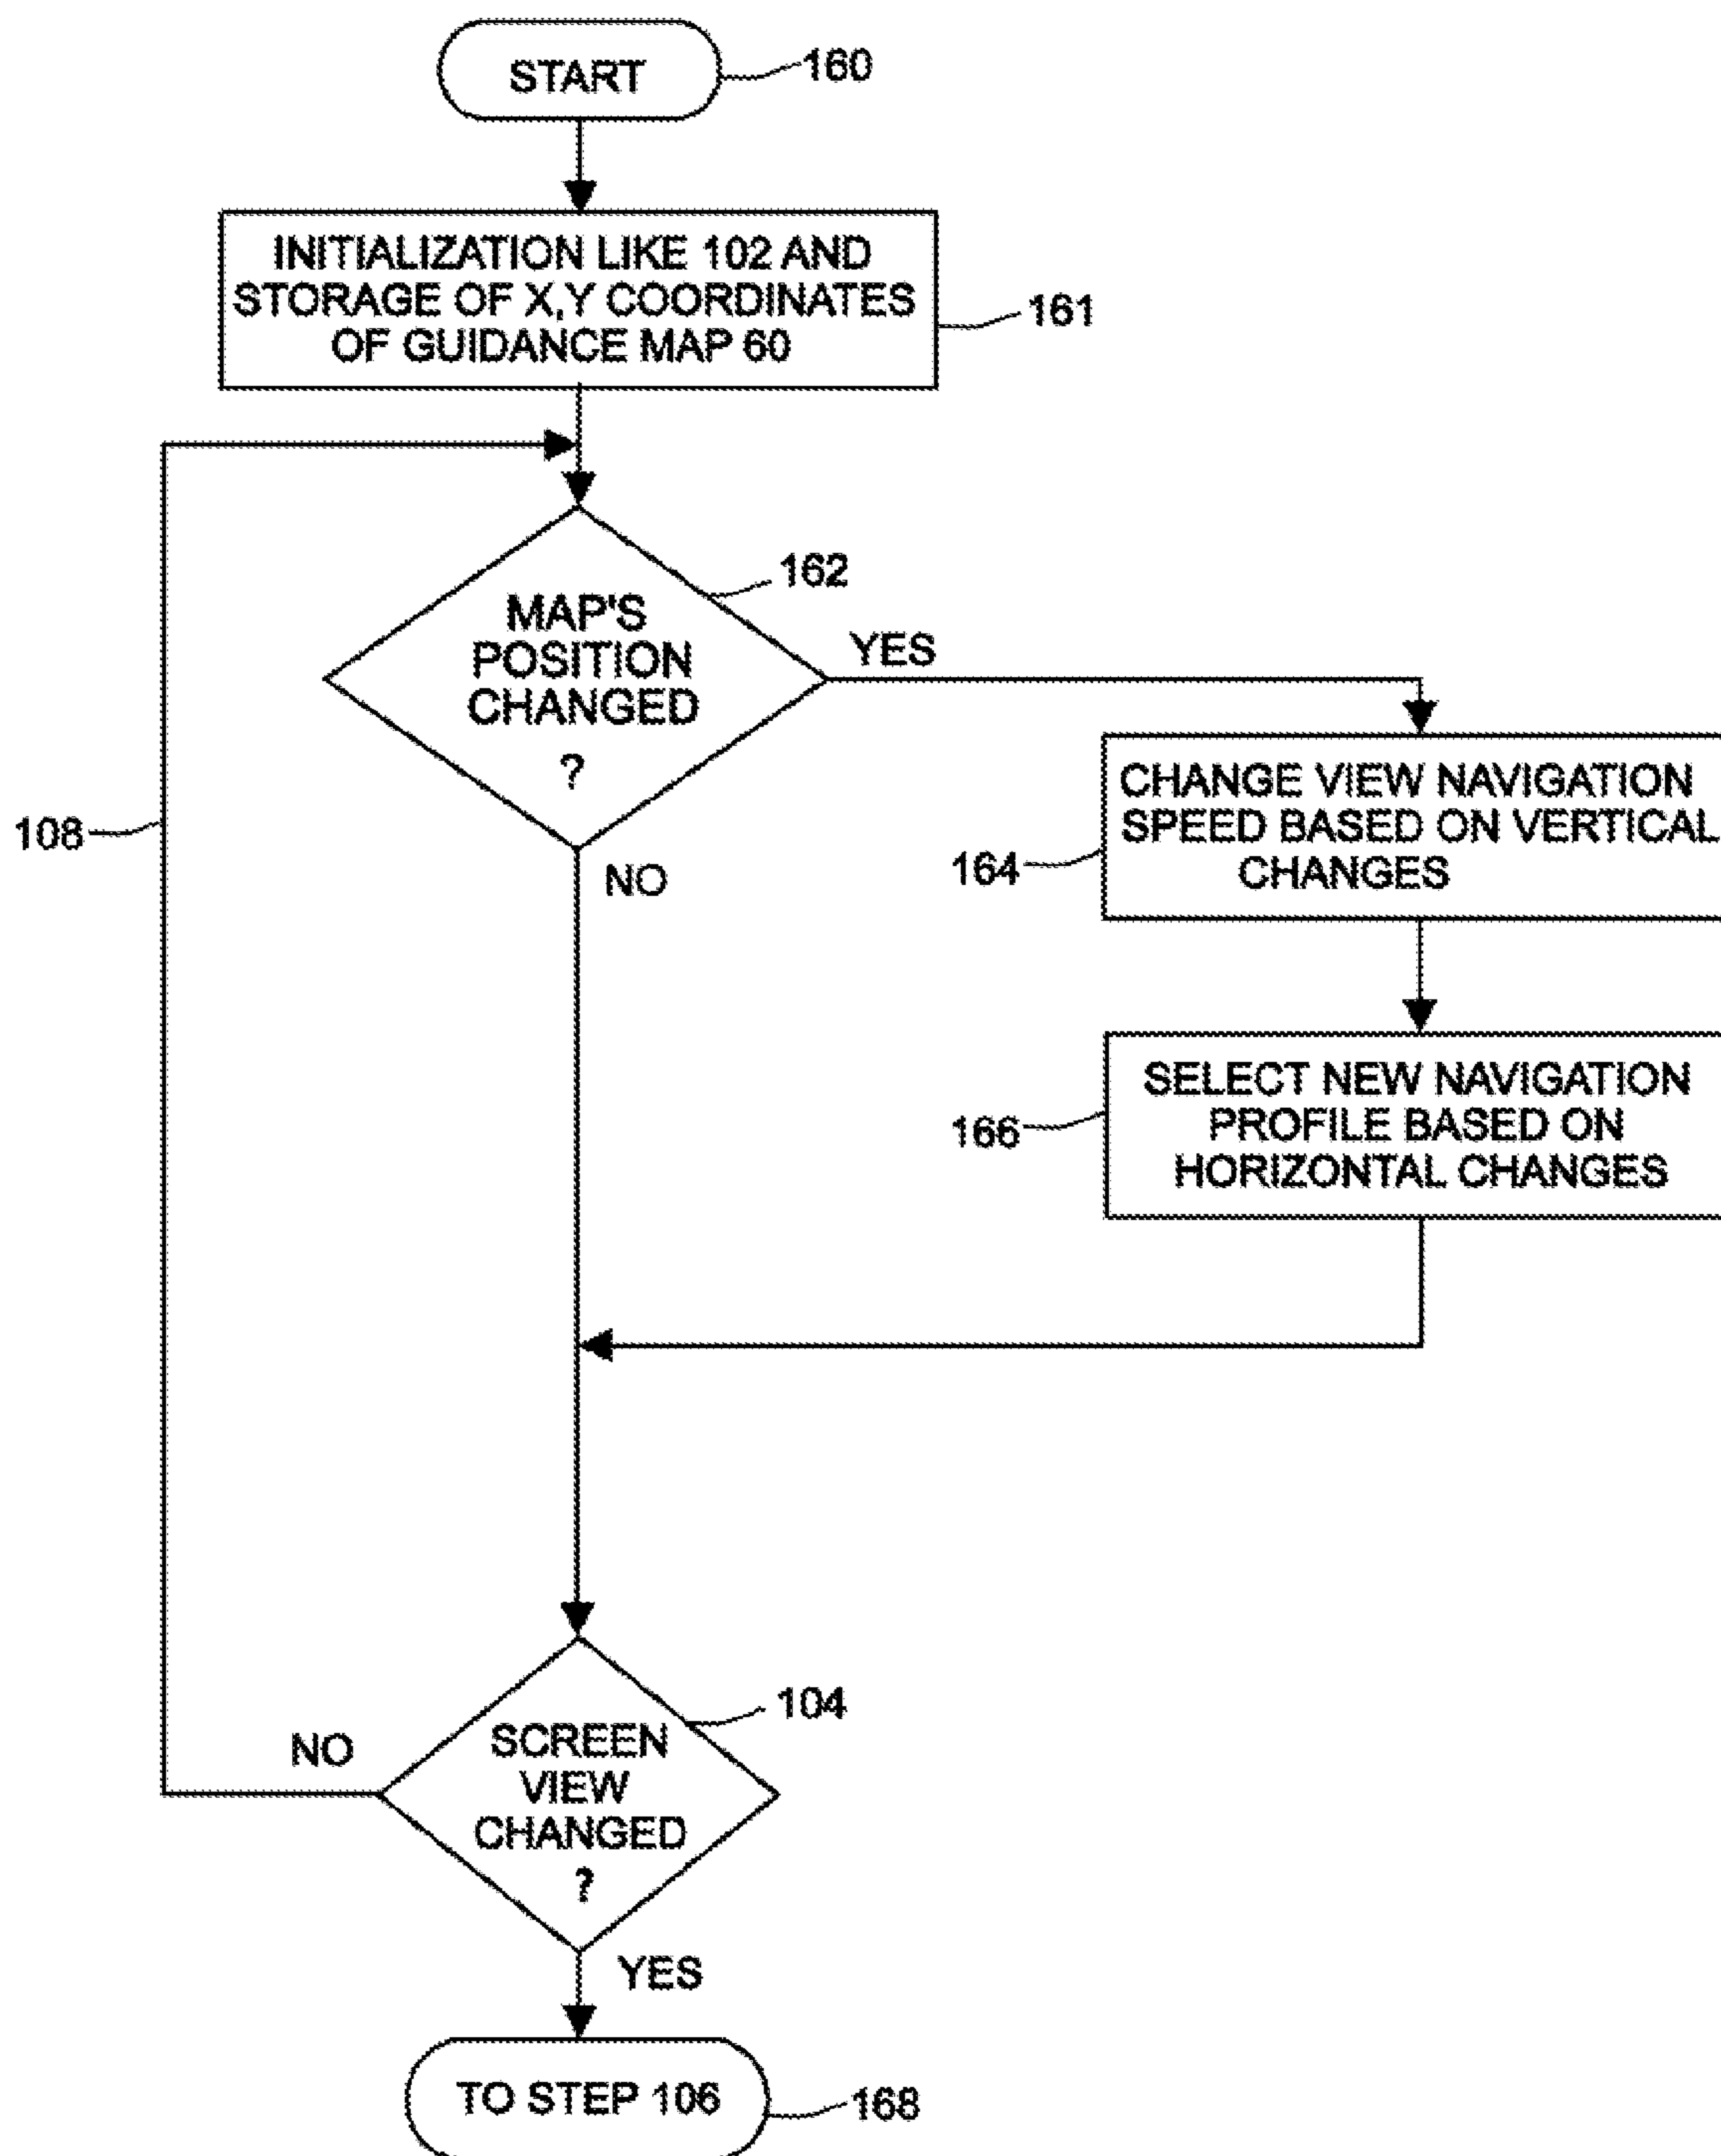 START
160
INITIALIZATION LIKE 102 AND
STORAGE OF X,Y COORDINATES
OF GUIDANCE MAP 60
161
162
MAP'S
POSITION
CHANGED
?
YES
NO
108
CHANGE VIEW NAVIGATION
SPEED BASED ON VERTICAL
CHANGES
164
SELECT NEW NAVIGATION
PROFILE BASED ON
HORIZONTAL CHANGES
166
104
SCREEN
VIEW
CHANGED
?
NO
YES
TO STEP 106
168